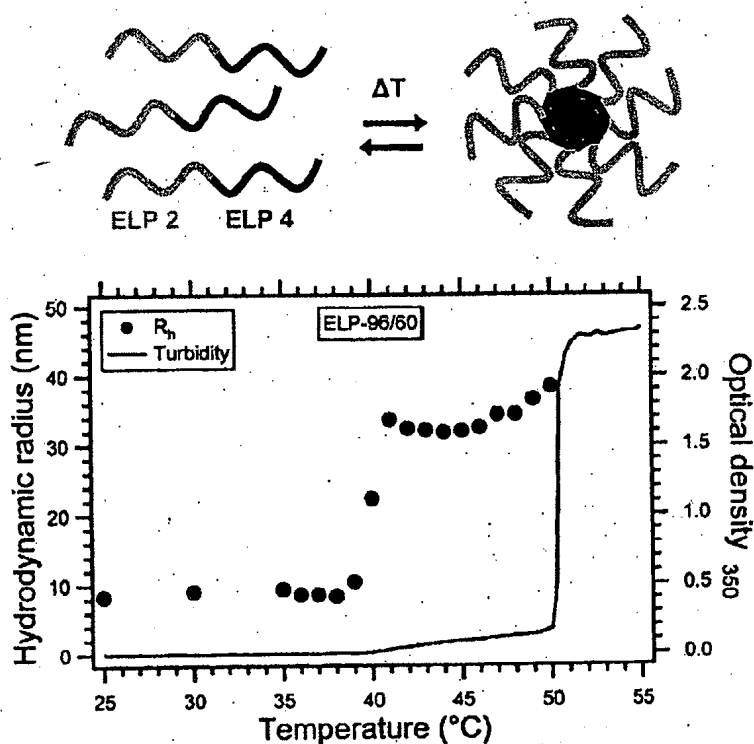 ΔT
ELP 2 ELP 4
Hydrodynamic radius (nm)
50
40
30
20
10
0
Rh
Turbidity
ELP-96/60
2.5
2.0
1.5
1.0
0.5
0.0
Optical density 350
25 30 35 40 45 50 55
Temperature (°C)